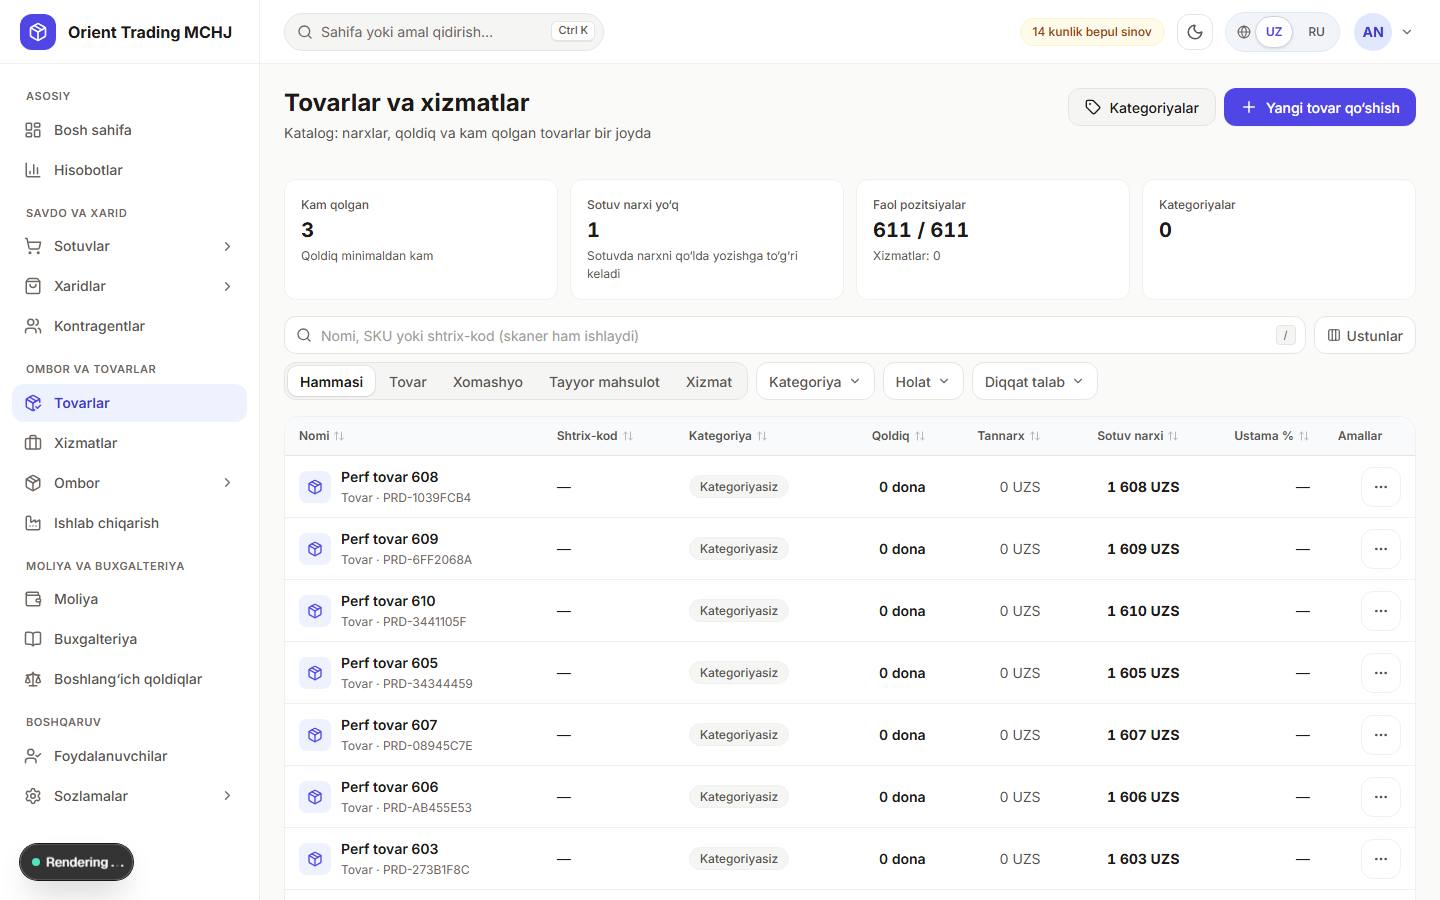 Orient Trading MCHJ
Sahifa yoki amal qidirish...
Ctrl K
14 kunlik bepul sinov
UZ
RU
AN
ASOSIY
Bosh sahifa
Hisobotlar
SAVDO VA XARID
Sotuvlar
Xaridlar
Kontragentlar
OMBOR VA TOVARLAR
Tovarlar
Xizmatlar
Ombor
Ishlab chiqarish
MOLIYA VA BUXGALTERIYA
Moliya
Buxgalteriya
Boshlang‘ich qoldiqlar
BOSHQARUV
Foydalanuvchilar
Sozlamalar
Rendering ...
Tovarlar va xizmatlar
Katalog: narxlar, qoldiq va kam qolgan tovarlar bir joyda
Kategoriyalar
Yangi tovar qo‘shish
Kam qolgan
3
Qoldiq minimaldan kam
Sotuv narxi yo‘q
1
Sotuvda narxni qo‘lda yozishga to‘g‘ri
keladi
Faol pozitsiyalar
611 / 611
Xizmatlar: 0
Kategoriyalar
0
Nomi, SKU yoki shtrix-kod (skaner ham ishlaydi)
/
Ustunlar
Hammasi
Tovar
Xomashyo
Tayyor mahsulot
Xizmat
Kategoriya
Holat
Diqqat talab
Nomi Shtrix-kod Kategoriya Qoldiq Tannarx Sotuv narxi Ustama % Amallar
Perf tovar 608
Tovar · PRD-1039FCB4
— Kategoriyasiz 0 dona 0 UZS 1 608 UZS —
Perf tovar 609
Tovar · PRD-6FF2068A
— Kategoriyasiz 0 dona 0 UZS 1 609 UZS —
Perf tovar 610
Tovar · PRD-3441105F
— Kategoriyasiz 0 dona 0 UZS 1 610 UZS —
Perf tovar 605
Tovar · PRD-34344459
— Kategoriyasiz 0 dona 0 UZS 1 605 UZS —
Perf tovar 607
Tovar · PRD-08945C7E
— Kategoriyasiz 0 dona 0 UZS 1 607 UZS —
Perf tovar 606
Tovar · PRD-AB455E53
— Kategoriyasiz 0 dona 0 UZS 1 606 UZS —
Perf tovar 603
Tovar · PRD-273B1F8C
— Kategoriyasiz 0 dona 0 UZS 1 603 UZS —